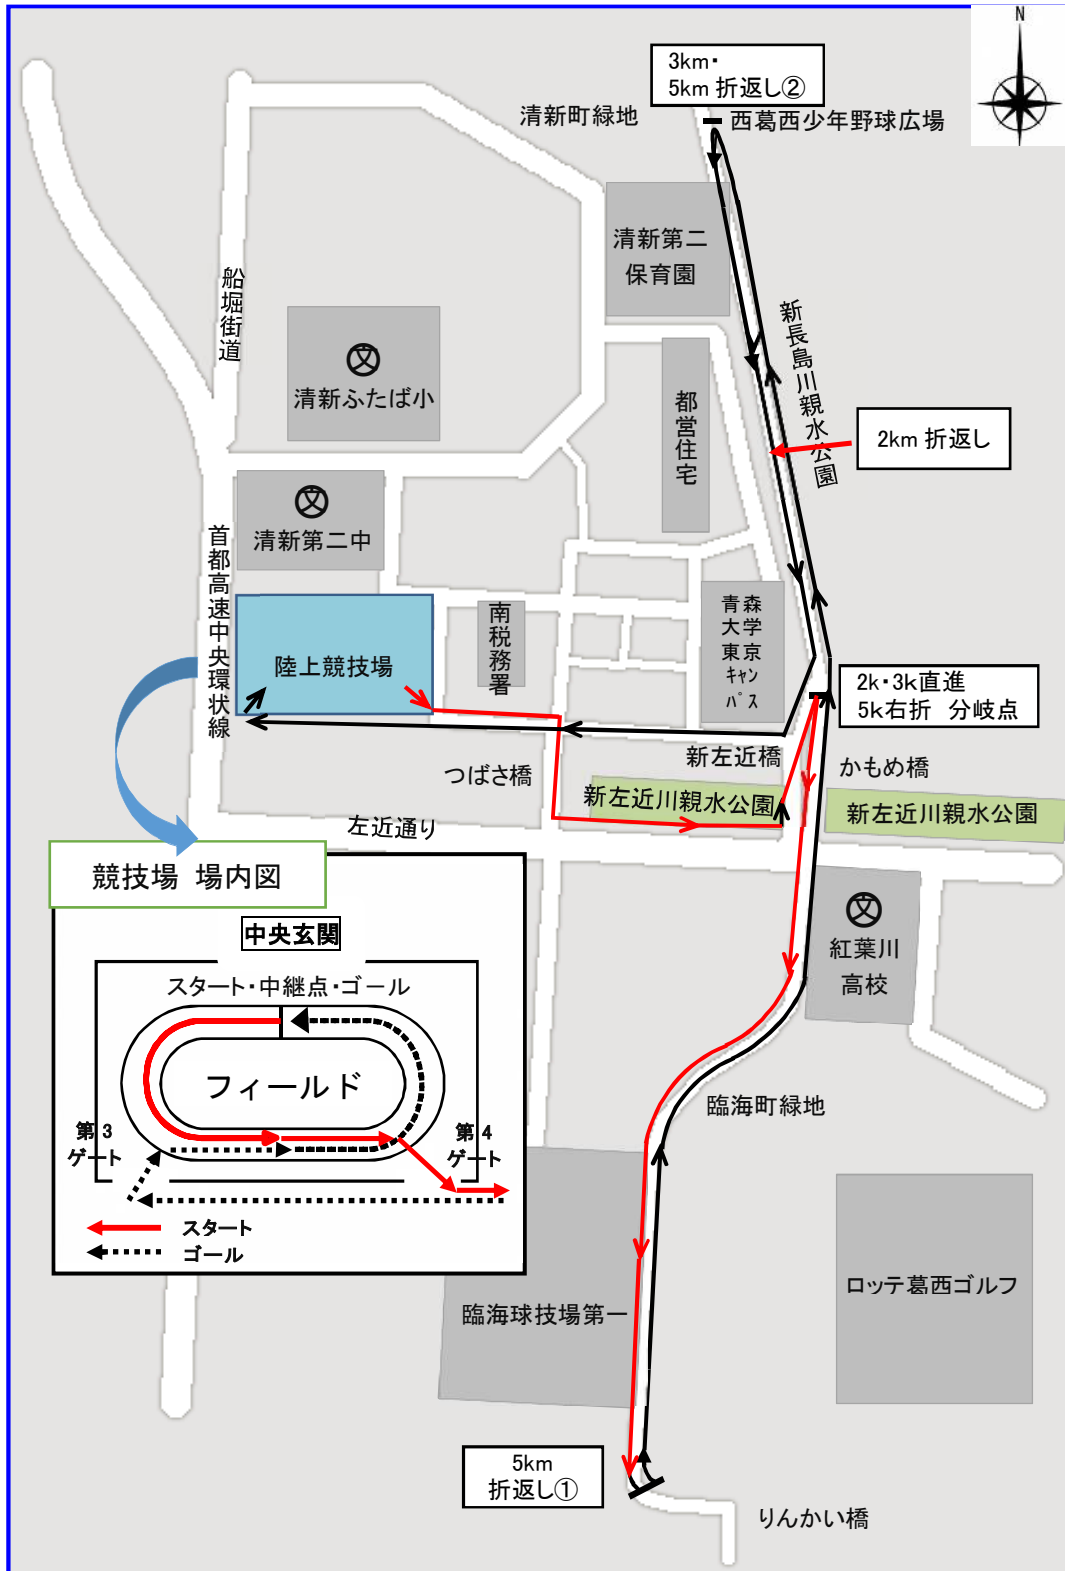 N
3km・
5km 折返し②
清新町緑地
西葛西少年野球広場
清新第二
保育園
船堀街道
新長島川親水公園
清新ふたば小
都営住宅
2km 折返し
清新第二中
首都高速中央環状線
南税務署
青森
大学
東京
ｷｬﾝ
ﾊﾟｽ
陸上競技場
2k・3k直進
5k右折 分岐点
新左近橋
かもめ橋
つばさ橋
新左近川親水公園
新左近川親水公園
左近通り
競技場 場内図
文
紅葉川
高校
中央玄関
スタート・中継点・ゴール
フィールド
臨海町緑地
第3
ゲート
第4
ゲート
スタート
ゴール
ロッテ葛西ゴルフ
臨海球技場第一
5km
折返し①
りんかい橋